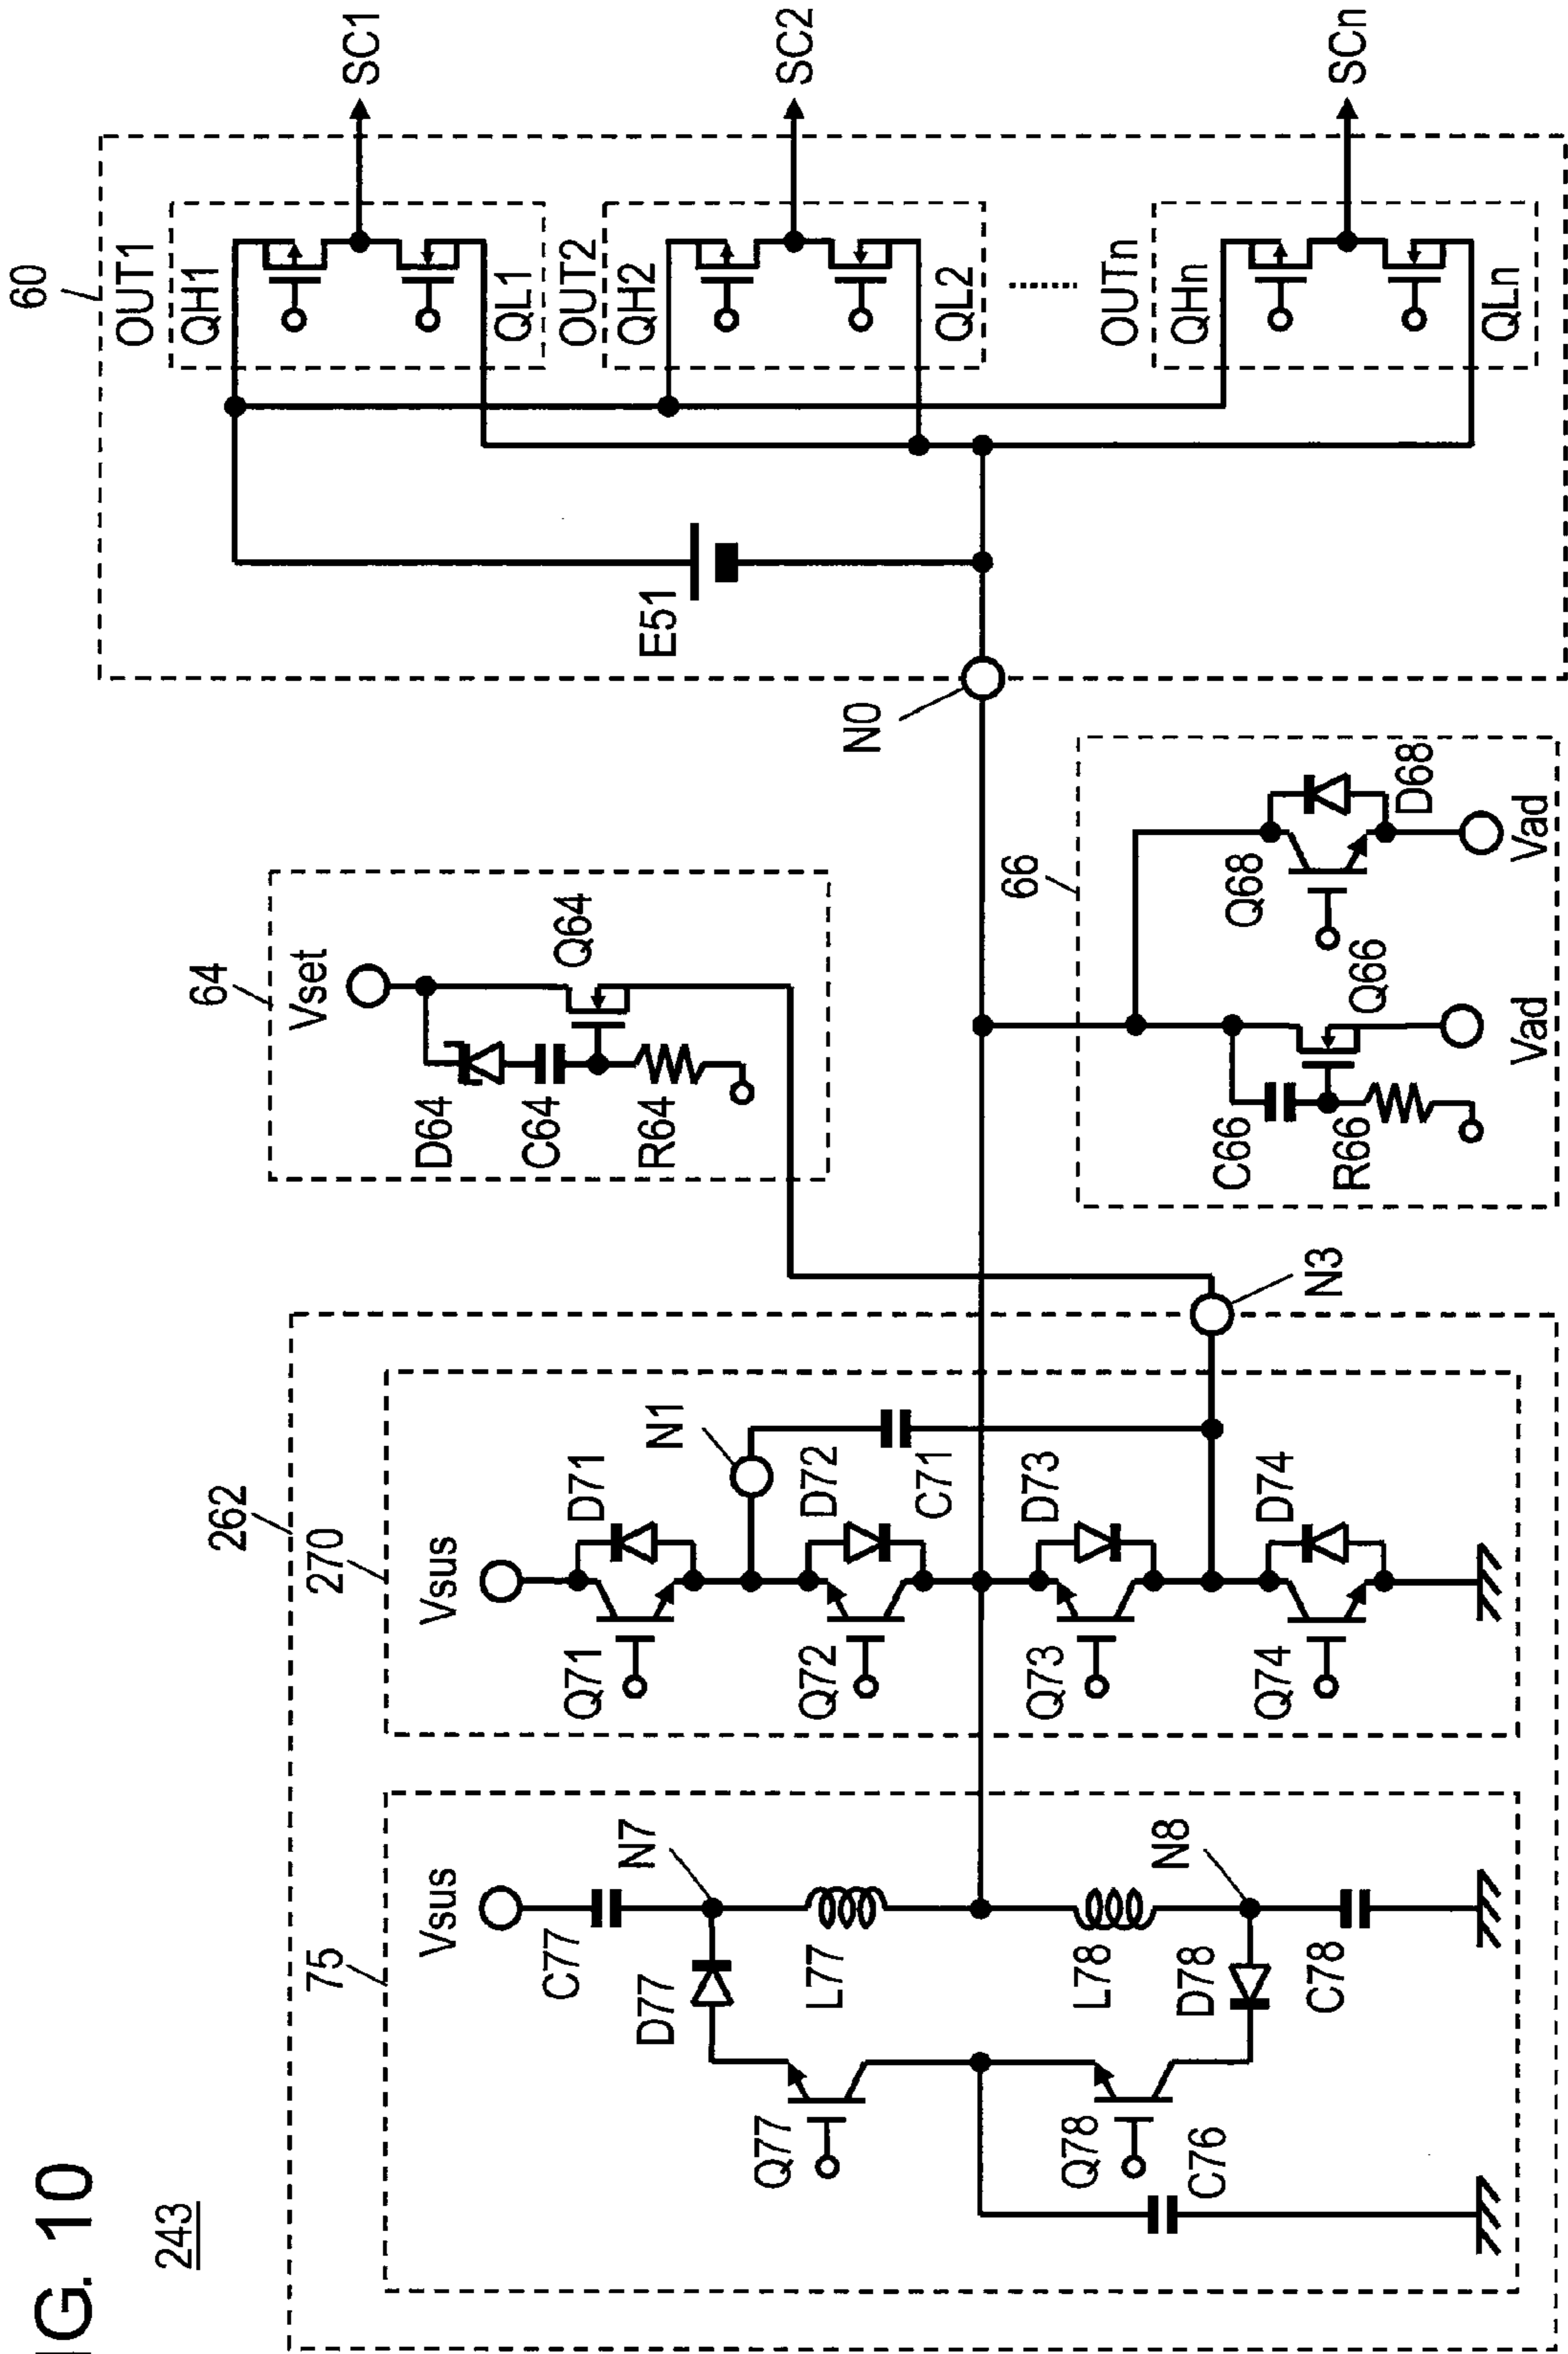 FIG. 10
243
262
75
Vsus
C77
N7
D77
L77
Q77
L78
N8
D78
Q78
C78
C76
270
Vsus
Q71
D71
N1
Q72
D72
C71
Q73
D73
Q74
D74
N3
64
Vset
D64
C64
R64
Q64
66
C66
R66
Q66
Vad
Q68
D68
Vad
N0
60
E51
OUT1
QH1
QL1
SC1
OUT2
QH2
QL2
SC2
OUTn
QHn
QLn
SCn